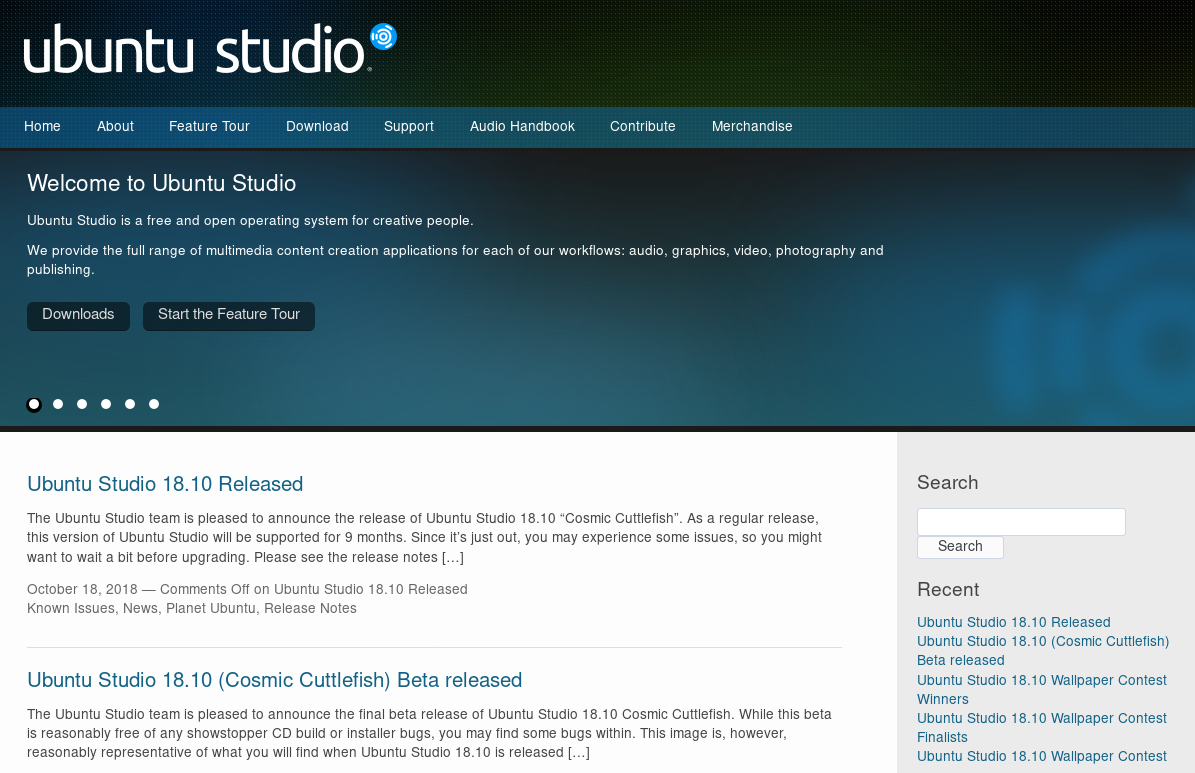 ubuntu studio
Home About Feature Tour Download Support Audio Handbook Contribute Merchandise
Welcome to Ubuntu Studio
Ubuntu Studio is a free and open operating system for creative people.
We provide the full range of multimedia content creation applications for each of our workflows: audio, graphics, video, photography and
publishing.
Downloads Start the Feature Tour
Ubuntu Studio 18.10 Released
The Ubuntu Studio team is pleased to announce the release of Ubuntu Studio 18.10 “Cosmic Cuttlefish”. As a regular release,
this version of Ubuntu Studio will be supported for 9 months. Since it’s just out, you may experience some issues, so you might
want to wait a bit before upgrading. Please see the release notes […]
October 18, 2018 — Comments Off on Ubuntu Studio 18.10 Released
Known Issues, News, Planet Ubuntu, Release Notes
Ubuntu Studio 18.10 (Cosmic Cuttlefish) Beta released
The Ubuntu Studio team is pleased to announce the final beta release of Ubuntu Studio 18.10 Cosmic Cuttlefish. While this beta
is reasonably free of any showstopper CD build or installer bugs, you may find some bugs within. This image is, however,
reasonably representative of what you will find when Ubuntu Studio 18.10 is released […]
Search
Search
Recent
Ubuntu Studio 18.10 Released
Ubuntu Studio 18.10 (Cosmic Cuttlefish)
Beta released
Ubuntu Studio 18.10 Wallpaper Contest
Winners
Ubuntu Studio 18.10 Wallpaper Contest
Finalists
Ubuntu Studio 18.10 Wallpaper Contest